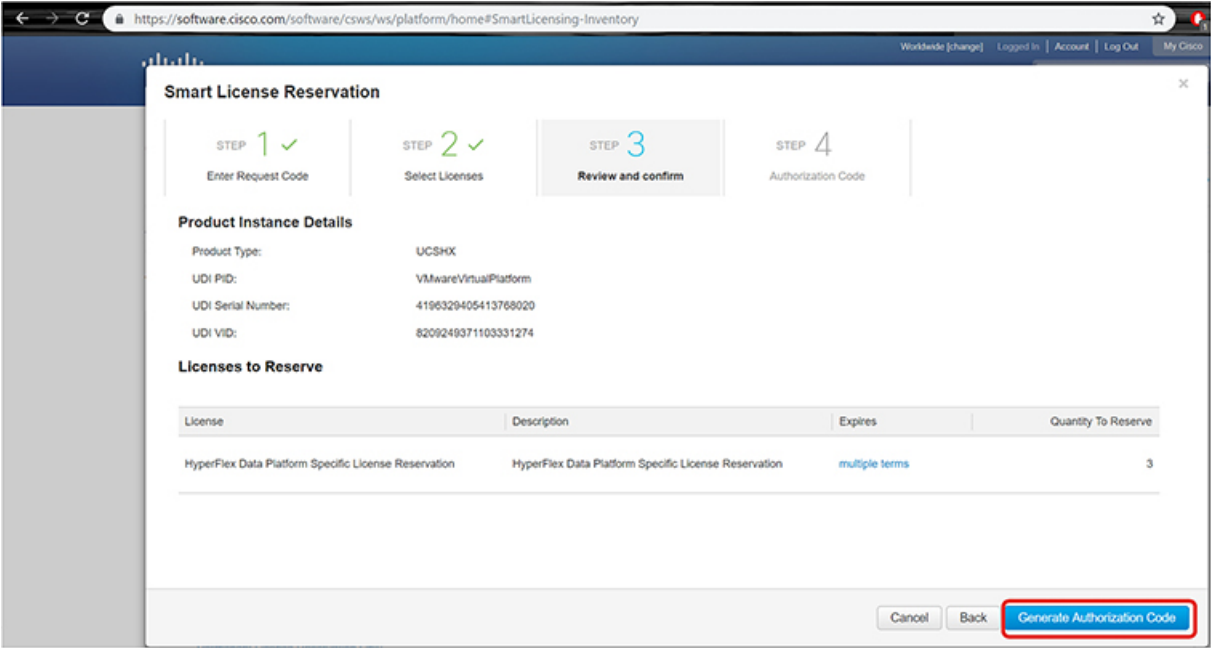 https://software.cisco.com/software/csws/ws/platform/home#SmartLicensing-Inventory
Worldwide [change] Logged In | Account | Log Out My Cisco
Smart License Reservation
STEP 1 STEP 2 STEP 3 STEP 4
Enter Request Code Select Licenses Review and confirm Authorization Code
Product Instance Details
Product Type: UCSHX
UDI PID: VMwareVirtualPlatform
UDI Serial Number: 4196329405413768020
UDI VID: 8209249371103331274
Licenses to Reserve
License Description Expires Quantity To Reserve
HyperFlex Data Platform Specific License Reservation HyperFlex Data Platform Specific License Reservation multiple terms 3
Cancel Back Generate Authorization Code